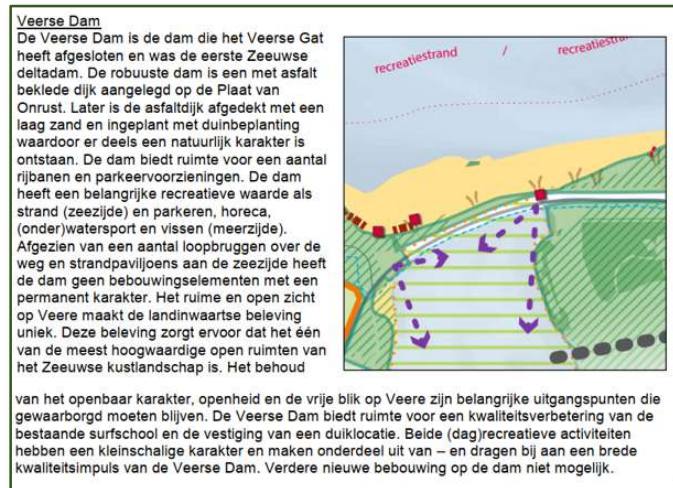 Veerse Dam
De Veerse Dam is de dam die het Veerse Gat
heeft afgesloten en was de eerste Zeeuwse
deltadam. De robuuste dam is een met asfalt
beklede dijk aangelegd op de Plaat van
Onrust. Later is de asfaltdijk afgedekt met een
laag zand en ingeplant met duinbeplanting
waardoor er deels een natuurlijk karakter is
ontstaan. De dam biedt ruimte voor een aantal
rijbanen en parkeervoorzieningen. De dam
heeft een belangrijke recreatieve waarde als
strand (zeezijde) en parkeren, horeca,
(onder)watersport en vissen (meerzijde).
Afgezien van een aantal loopbruggen over de
weg en strandpaviljoens aan de zeezijde heeft
de dam geen bebouwingselementen met een
permanent karakter. Het ruime en open zicht
op Veere maakt de landinwaartse beleving
uniek. Deze beleving zorgt ervoor dat het één
van de meest hoogwaardige open ruimten van
het Zeeuwse kustlandschap is. Het behoud
van het openbaar karakter, openheid en de vrije blik op Veere zijn belangrijke uitgangspunten die
gewaarborgd moeten blijven. De Veerse Dam biedt ruimte voor een kwaliteitsverbetering van de
bestaande surfschool en de vestiging van een duiklocatie. Beide (dag)recreatieve activiteiten
hebben een kleinschalige karakter en maken onderdeel uit van – en dragen bij aan een brede
kwaliteitsimpuls van de Veerse Dam. Verdere nieuwe bebouwing op de dam niet mogelijk.
recreatiestrand / recreatiestrand